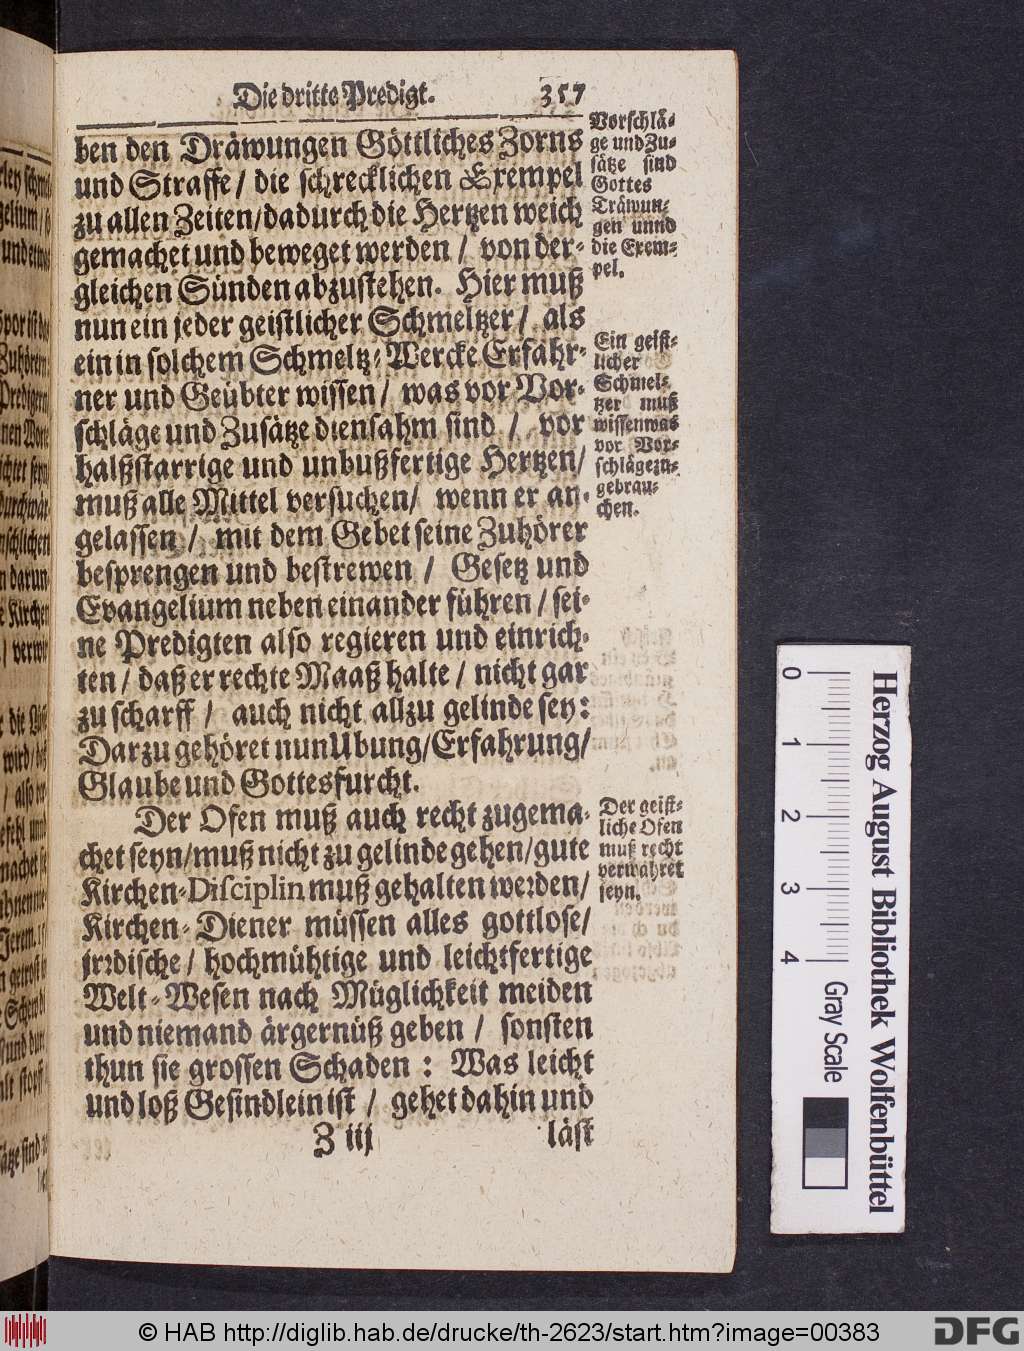 Die dritte Predigt. 357
ben den Dräwungen Göttliches Zorns
und Straffe / die schrecklichen Exempel
zu allen Zeiten/dadurch die Hertzen weich
gemachet und beweget werden / von der-
gleichen Sünden abzustehen. Hier muß
nun ein jeder geistlicher Schmeltzer / als
ein in solchem Schmeltz-Wercke Erfahr-
ner und Geübter wissen / was vor Vor-
schläge und Zusätze diensahm sind / vor
halßstarrige und unbußfertige Hertzen/
muß alle Mittel versuchen/ wenn er an-
gelassen / mit dem Gebet seine Zuhörer
besprengen und bestrewen / Gesetz und
Evangelium neben einander führen / sei-
ne Predigten also regieren und einrich-
ten / daß er rechte Maaß halte / nicht gar
zu scharff / auch nicht allzu gelinde sey:
Darzu gehöret nun Ubung/Erfahrung/
Glaube und Gottesfurcht.
Der Ofen muß auch recht zugema-
chet seyn/muß nicht zu gelinde gehen/gute
Kirchen-Disciplin muß gehalten werden/
Kirchen-Diener müssen alles gottlose/
jrrdische / hochmühtige und leichtfertige
Welt-Wesen nach Müglichkeit meiden
und niemand ärgernüß geben / sonsten
thun sie grossen Schaden : Was leicht
und loß Gesindlein ist / gehet dahin und
Z iij läst
Vorschlä-
ge und Zu-
sätze sind
Gottes
Träwun-
gen unnd
die Exem-
pel.
Ein geist-
licher
Schmel-
tzer muß
wissen was
vor Vor-
schläge zu-
gebrau-
chen.
Der geist-
liche Ofen
muß recht
verwahret
seyn.
0 1 2 3 4
Gray Scale
Herzog August Bibliothek Wolfenbüttel
© HAB http://diglib.hab.de/drucke/th-2623/start.htm?image=00383
DFG